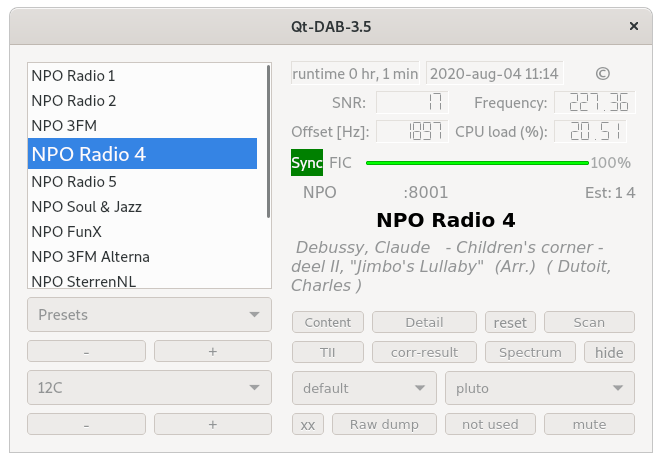 Qt-DAB-3.5 ×
NPO Radio 1
NPO Radio 2
NPO 3FM
NPO Radio 4
NPO Radio 5
NPO Soul & Jazz
NPO FunX
NPO 3FM Alterna
NPO SterrenNL
Presets
- +
12C
- +
runtime 0 hr, 1 min 2020-aug-04 11:14 ©
SNR: 17 Frequency: 227.36
Offset [Hz]: 1897 CPU load (%): 20.51
Sync FIC 100%
NPO :8001 Est: 1 4
NPO Radio 4
Debussy, Claude - Children's corner -
deel II, "Jimbo's Lullaby" (Arr.) ( Dutoit,
Charles )
Content Detail reset Scan
TII corr-result Spectrum hide
default pluto
xx Raw dump not used mute